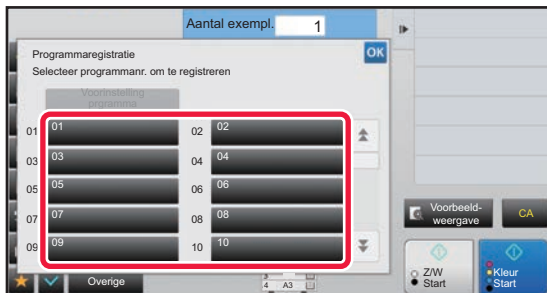 Aantal exempl. 1
Programmaregistratie
OK
Selecteer programmanr. om te registreren
Voorinstelling
prgramma
01 01 02 02
03 03 04 04
05 05 06 06
07 07 08 08
09 09 10 10
Voorbeeld-
weergave
CA
Overige
4 A3
Z/W
Start
Kleur
Start